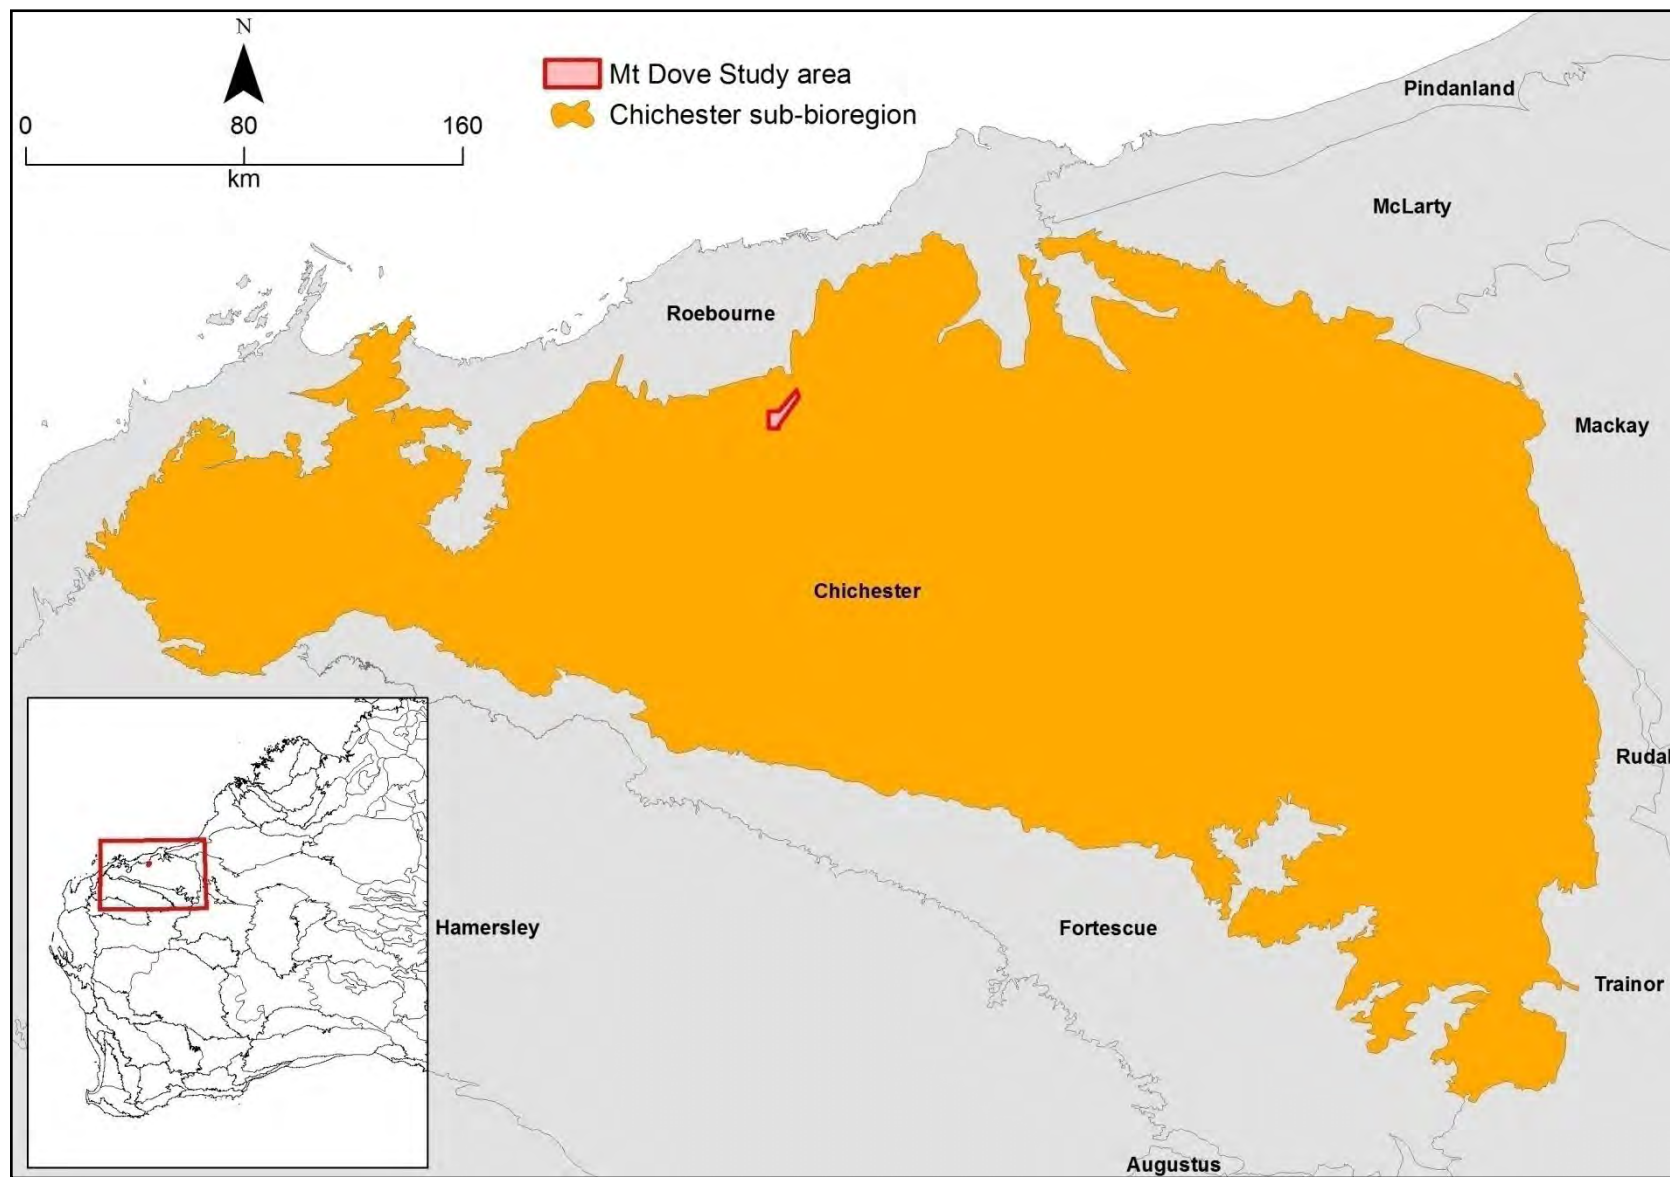 N
0 80 160
km
Mt Dove Study area
Chichester sub-bioregion
Pindanland
McLarty
Roebourne
Mackay
Chichester
Rudal
Hamersley
Fortescue
Trainor
Augustus